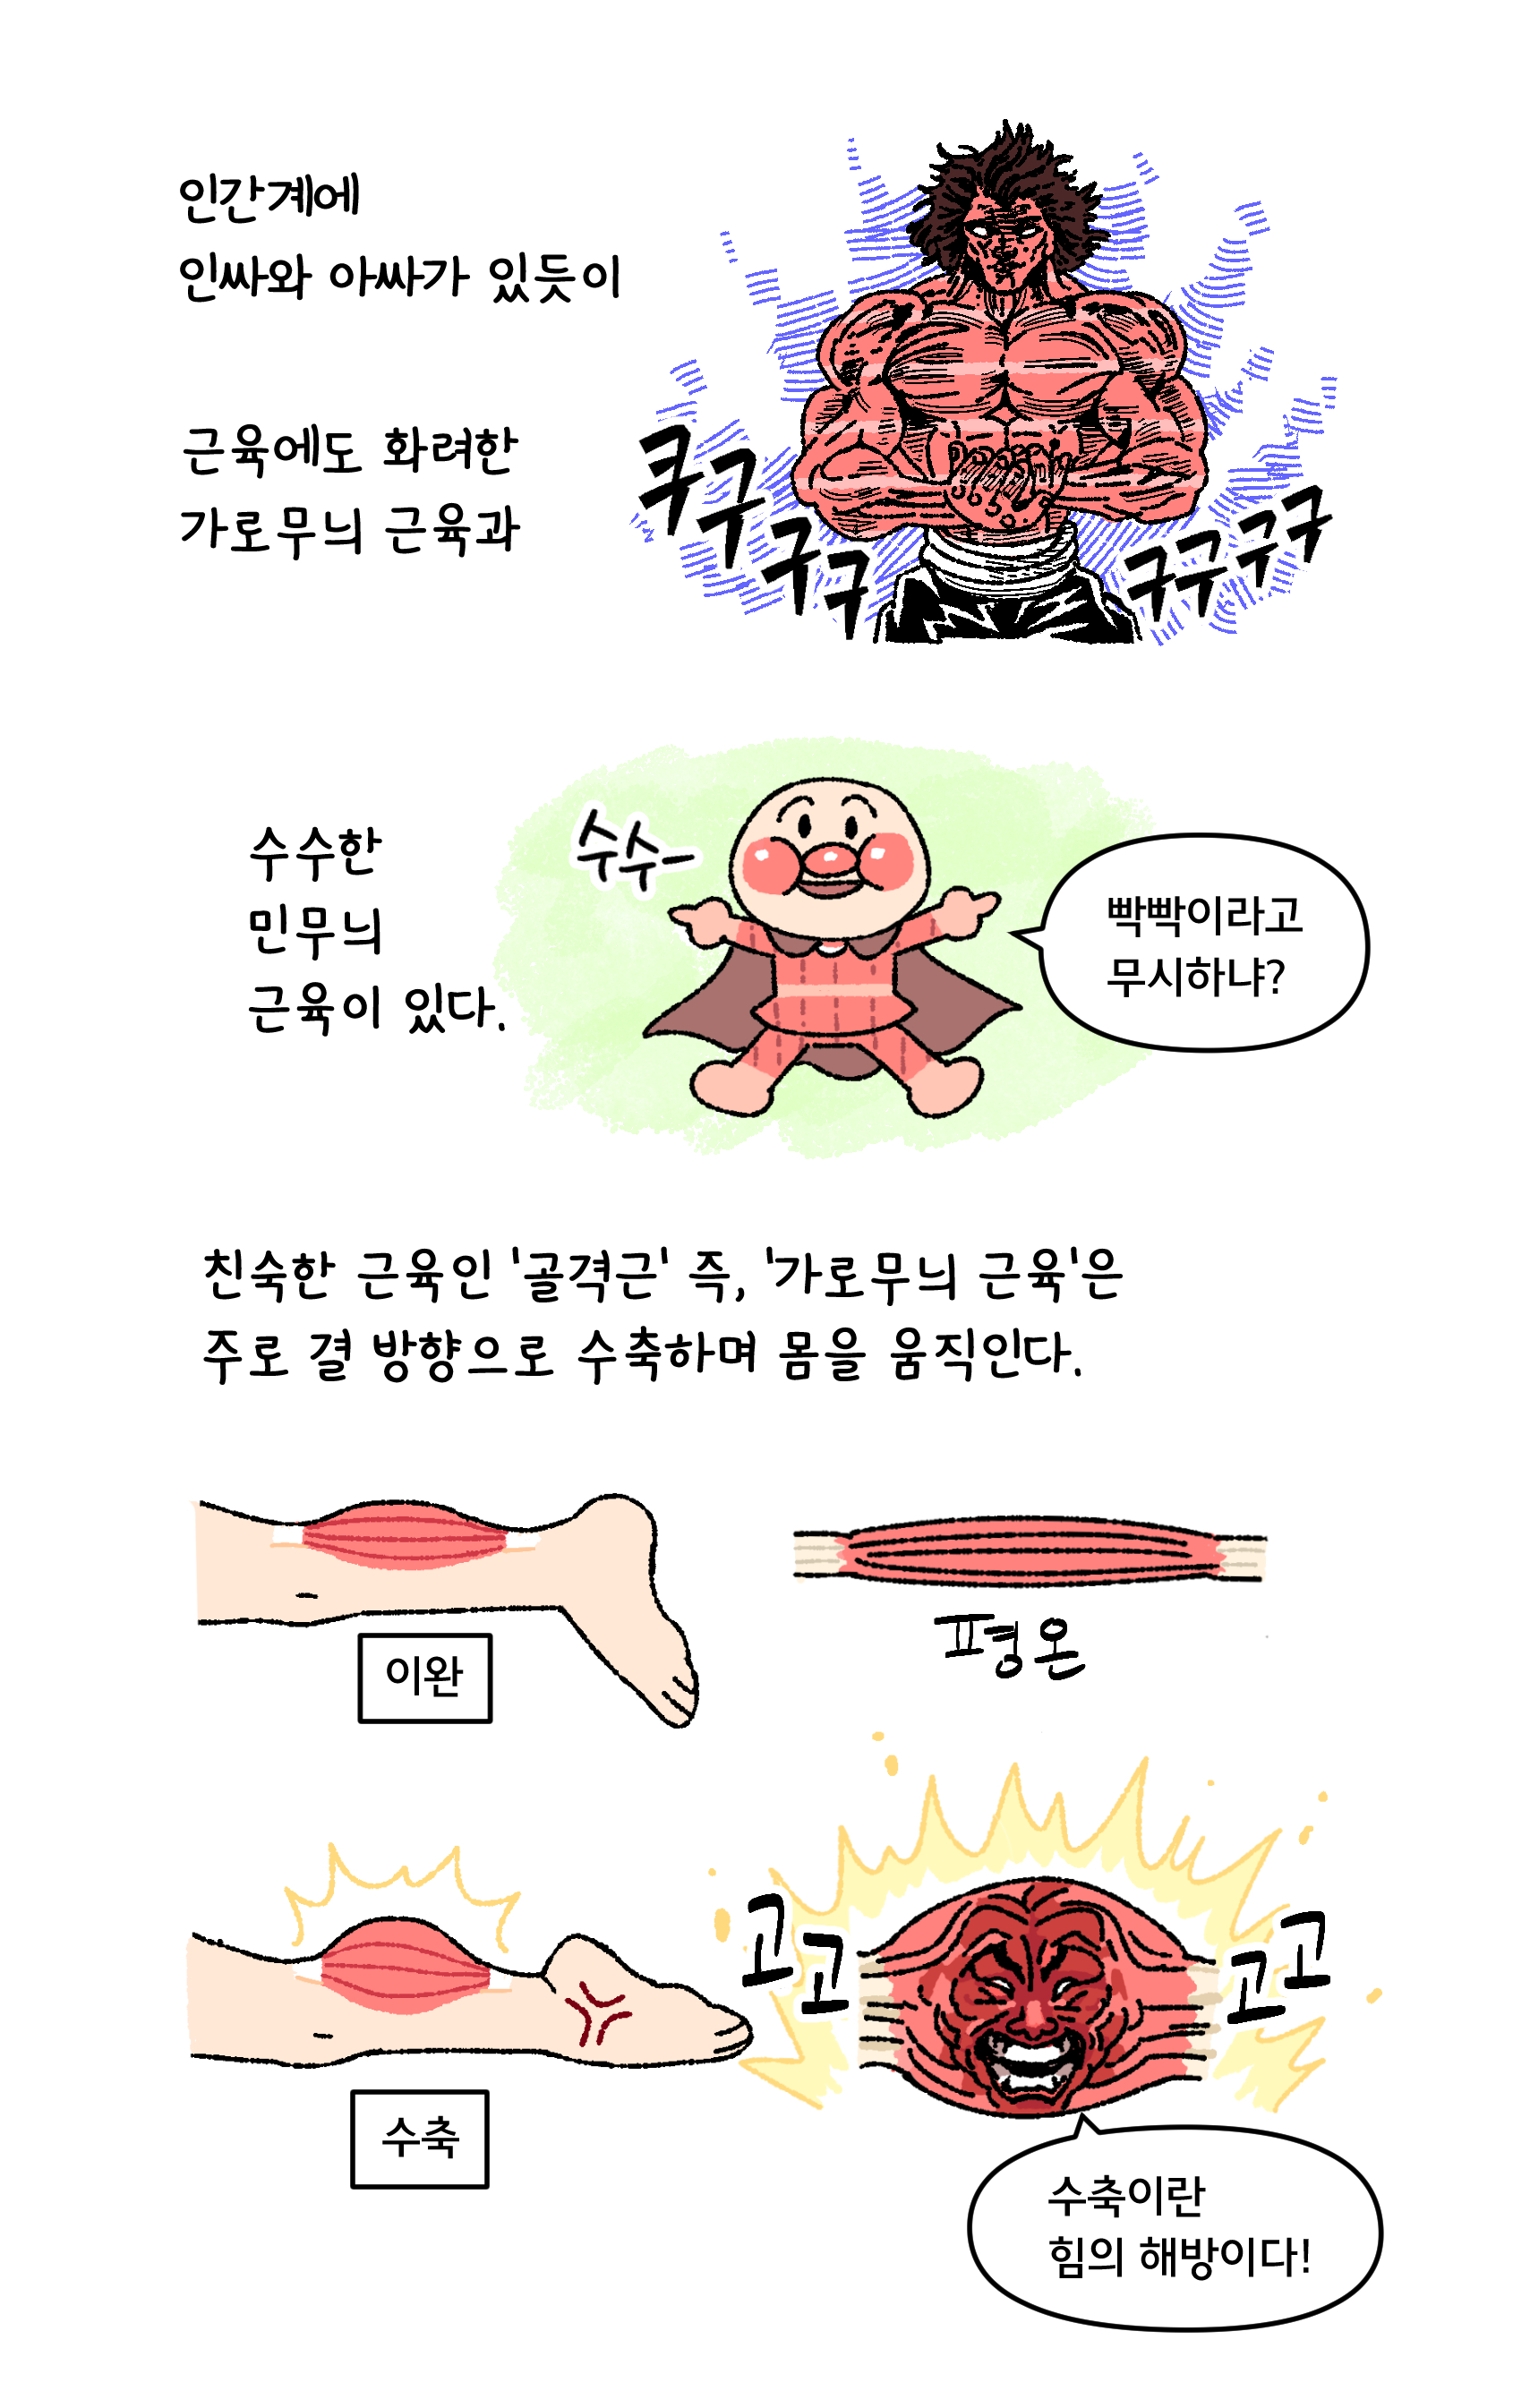 인간계에
인싸와 아싸가 있듯이
근육에도 화려한
가로무늬 근육과
쿠구구구
구구구구
수수한
민무늬
근육이 있다.
수수-
빡빡이라고
무시하냐?
친숙한 근육인 '골격근' 즉, '가로무늬 근육'은
주로 결 방향으로 수축하며 몸을 움직인다.
이완
평온
고고
고고
수축
수축이란
힘의 해방이다!